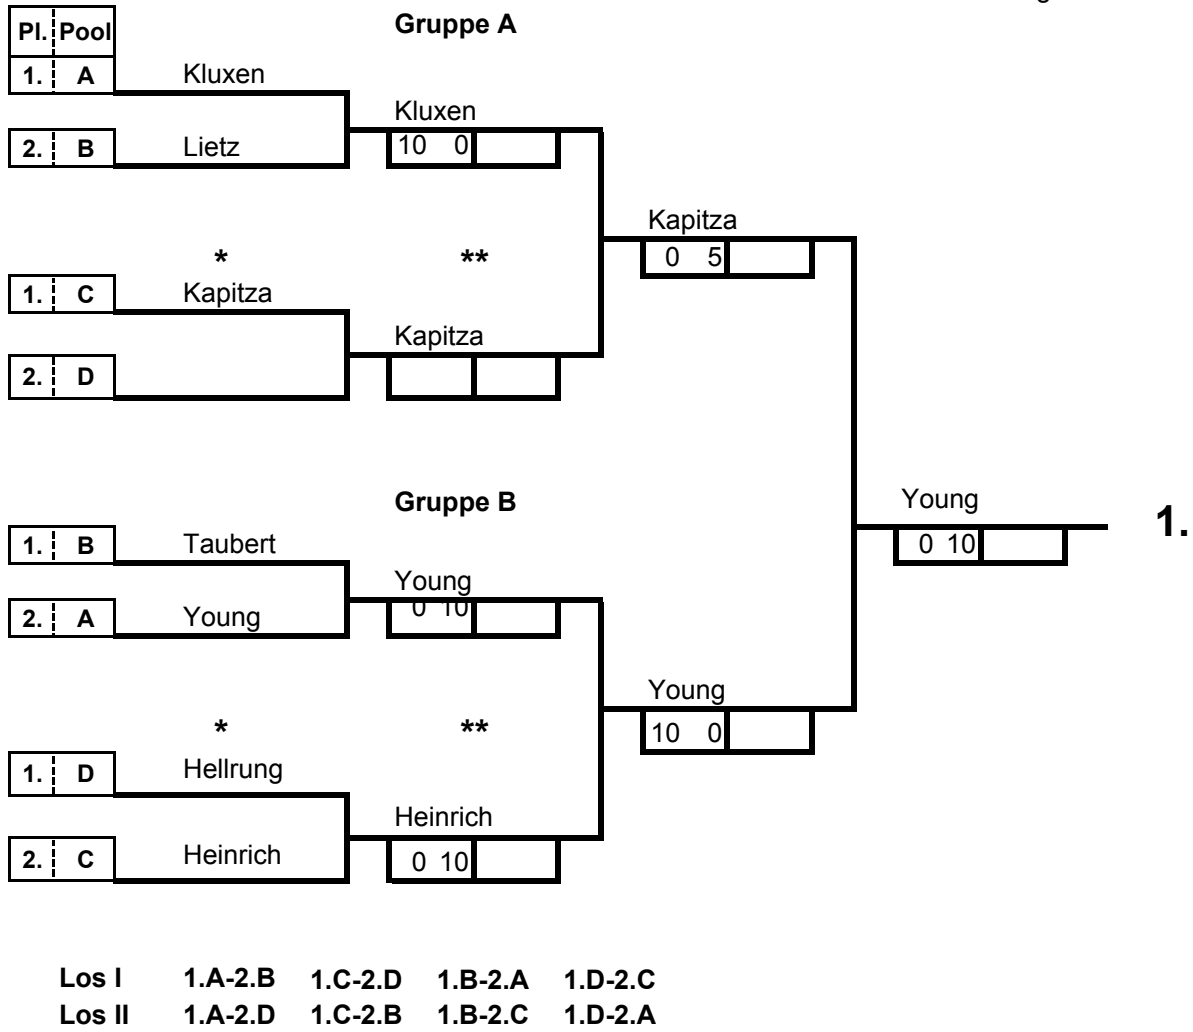 Pl. Pool Gruppe A
1. A Kluxen
Kluxen
2. B Lietz 10 0
Kapitza
* ** 0 5
1. C Kapitza
Kapitza
2. D
Gruppe B Young
1. B Taubert 0 10 1.
Young
0 10
2. A Young
Young
* ** 10 0
1. D Hellrung
Heinrich
2. C Heinrich 0 10
Los I 1.A-2.B 1.C-2.D 1.B-2.A 1.D-2.C
Los II 1.A-2.D 1.C-2.B 1.B-2.C 1.D-2.A